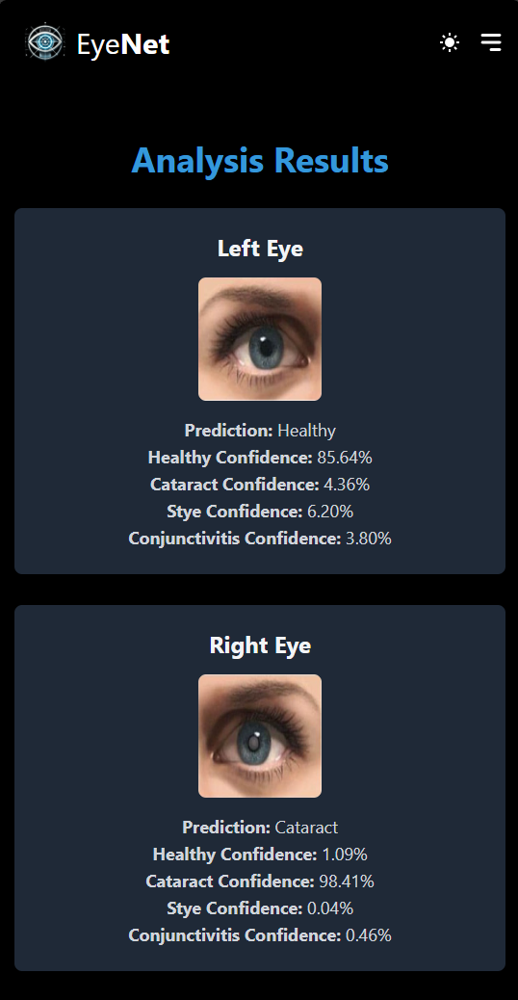 EyeNet
Analysis Results
Left Eye
Prediction: Healthy
Healthy Confidence: 85.64%
Cataract Confidence: 4.36%
Stye Confidence: 6.20%
Conjunctivitis Confidence: 3.80%
Right Eye
Prediction: Cataract
Healthy Confidence: 1.09%
Cataract Confidence: 98.41%
Stye Confidence: 0.04%
Conjunctivitis Confidence: 0.46%